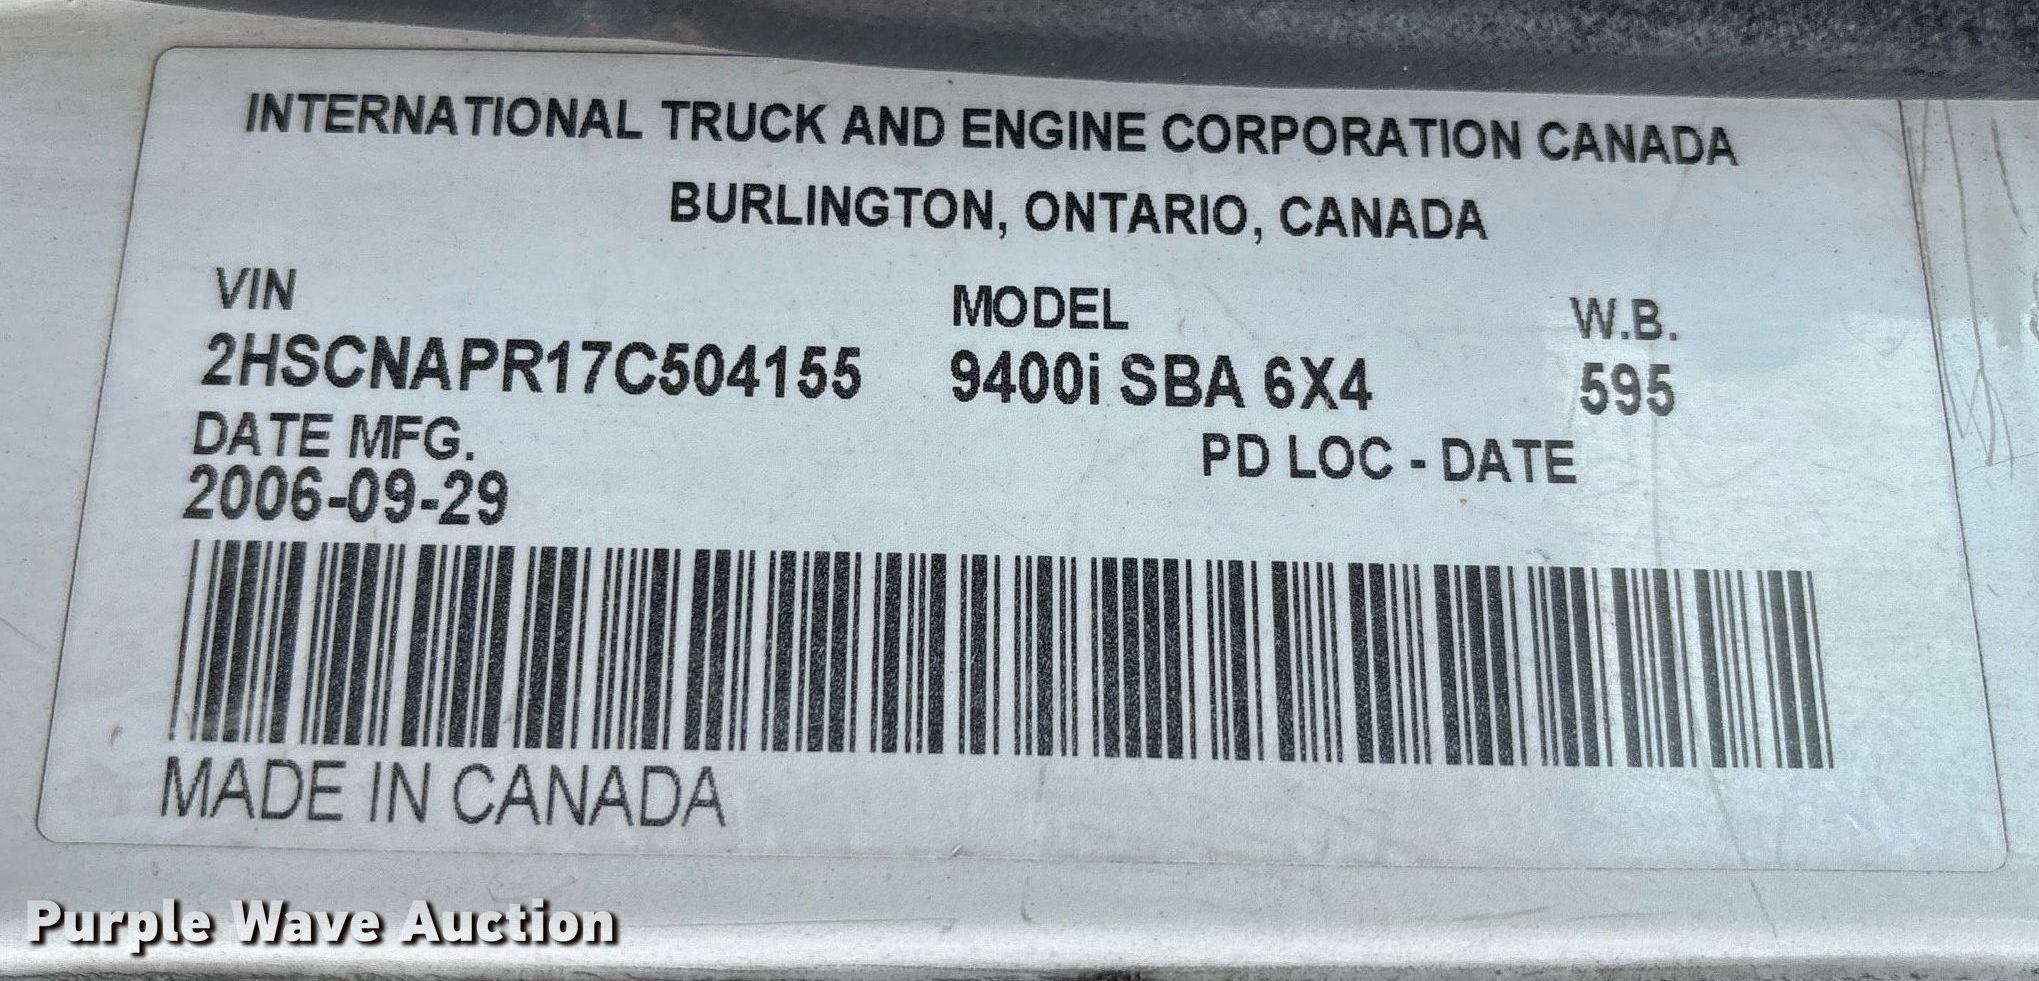 INTERNATIONAL TRUCK AND ENGINE CORPORATION CANADA
BURLINGTON, ONTARIO, CANADA
VIN MODEL W.B.
2HSCNAPR17C504155 9400i SBA 6X4 595
DATE MFG. PD LOC - DATE
2006-09-29
MADE IN CANADA
Purple Wave Auction